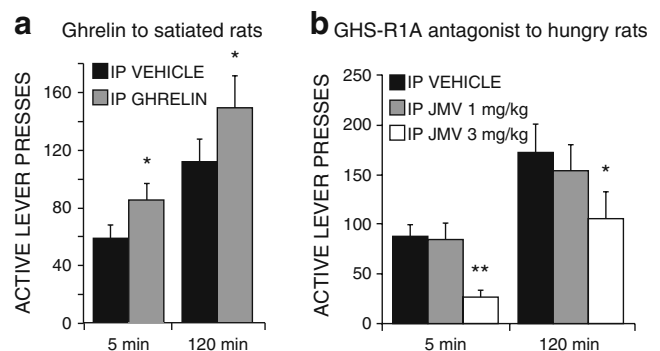 a Ghrelin to satiated rats
ACTIVE LEVER PRESSES
160
120
80
40
0
IP VEHICLE
IP GHRELIN
*
*
5 min 120 min
b GHS-R1A antagonist to hungry rats
ACTIVE LEVER PRESSES
250
200
150
100
50
0
IP VEHICLE
IP JMV 1 mg/kg
IP JMV 3 mg/kg
**
*
5 min 120 min